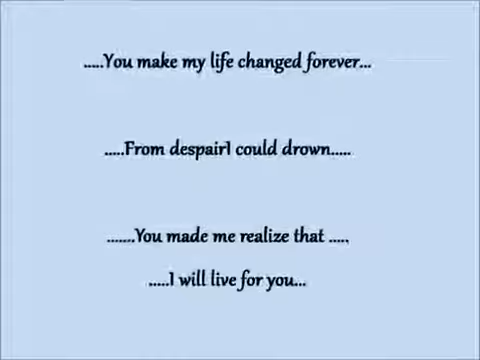 .....You make my life changed forever...
.....From despairI could drown.....
.......You made me realize that .....
.....I will live for you...